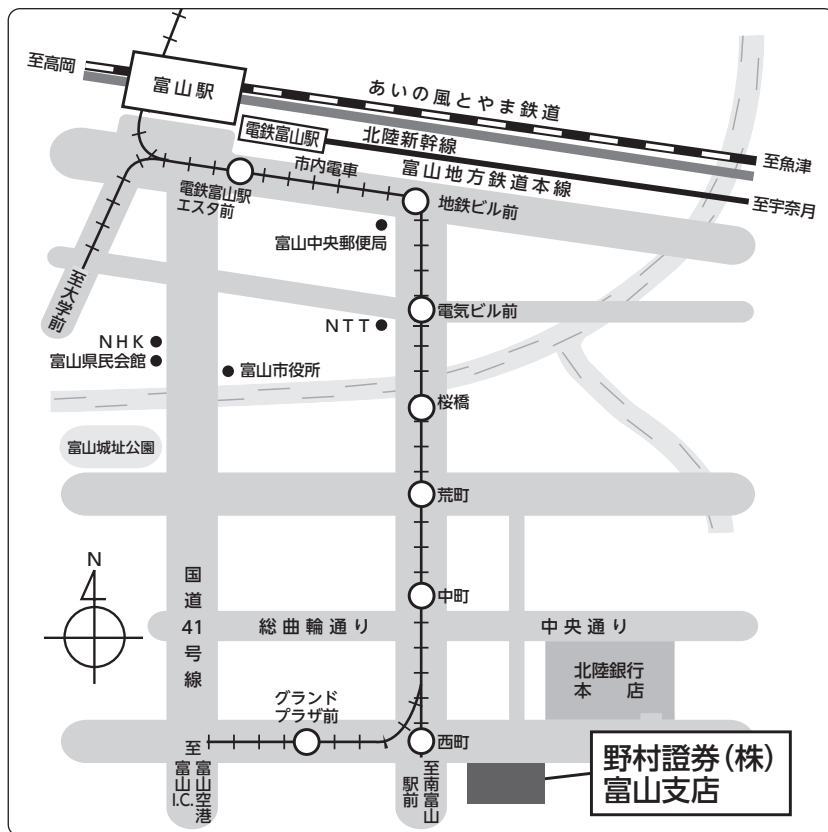 至高岡
富山駅
あいの風とやま鉄道
電鉄富山駅
北陸新幹線
至魚津
市内電車
富山地方鉄道本線
至宇奈月
電鉄富山駅
エスタ前
地鉄ビル前
富山中央郵便局
至大学前
電気ビル前
NTT
NHK
富山県民会館
富山市役所
桜橋
富山城址公園
荒町
N
国道41号線
中町
総曲輪通り
中央通り
北陸銀行
本店
グランド
プラザ前
西町
至
富山空港
富山I.C.
至南富山
駅前
野村證券(株)
富山支店